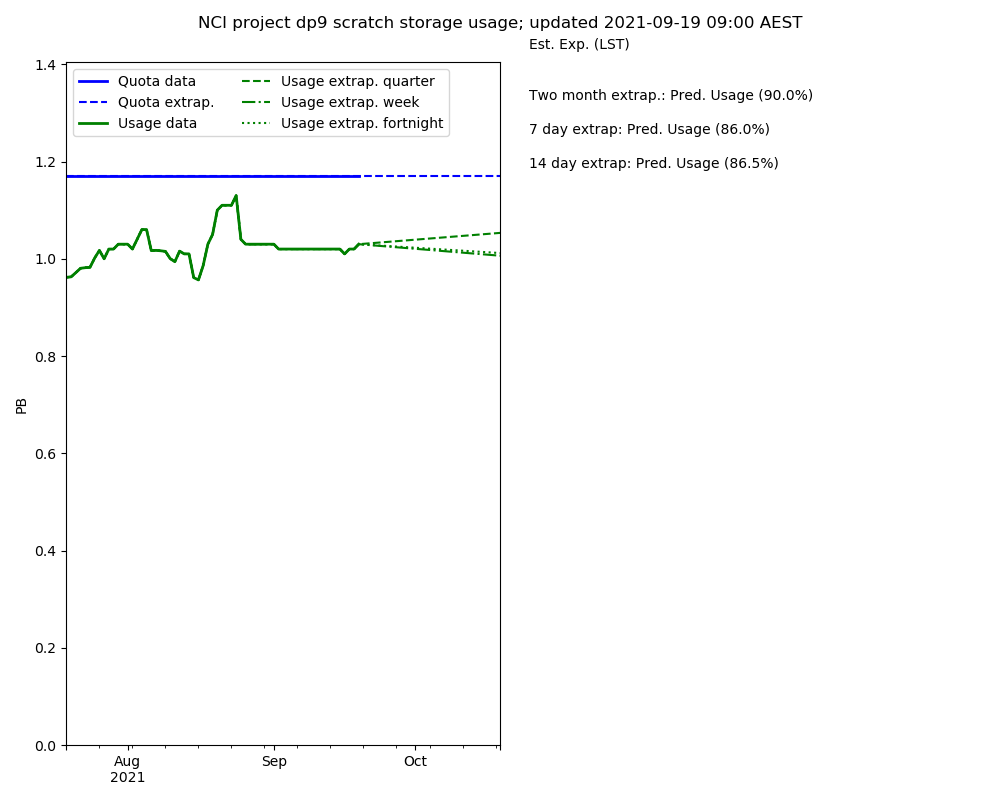 NCI project dp9 scratch storage usage; updated 2021-09-19 09:00 AEST
Est. Exp. (LST)
Two month extrap.: Pred. Usage (90.0%)
7 day extrap: Pred. Usage (86.0%)
14 day extrap: Pred. Usage (86.5%)
Quota data
Quota extrap.
Usage data
Usage extrap. quarter
Usage extrap. week
Usage extrap. fortnight
PB
1.4
1.2
1.0
0.8
0.6
0.4
0.2
0.0
Aug
2021
Sep
Oct